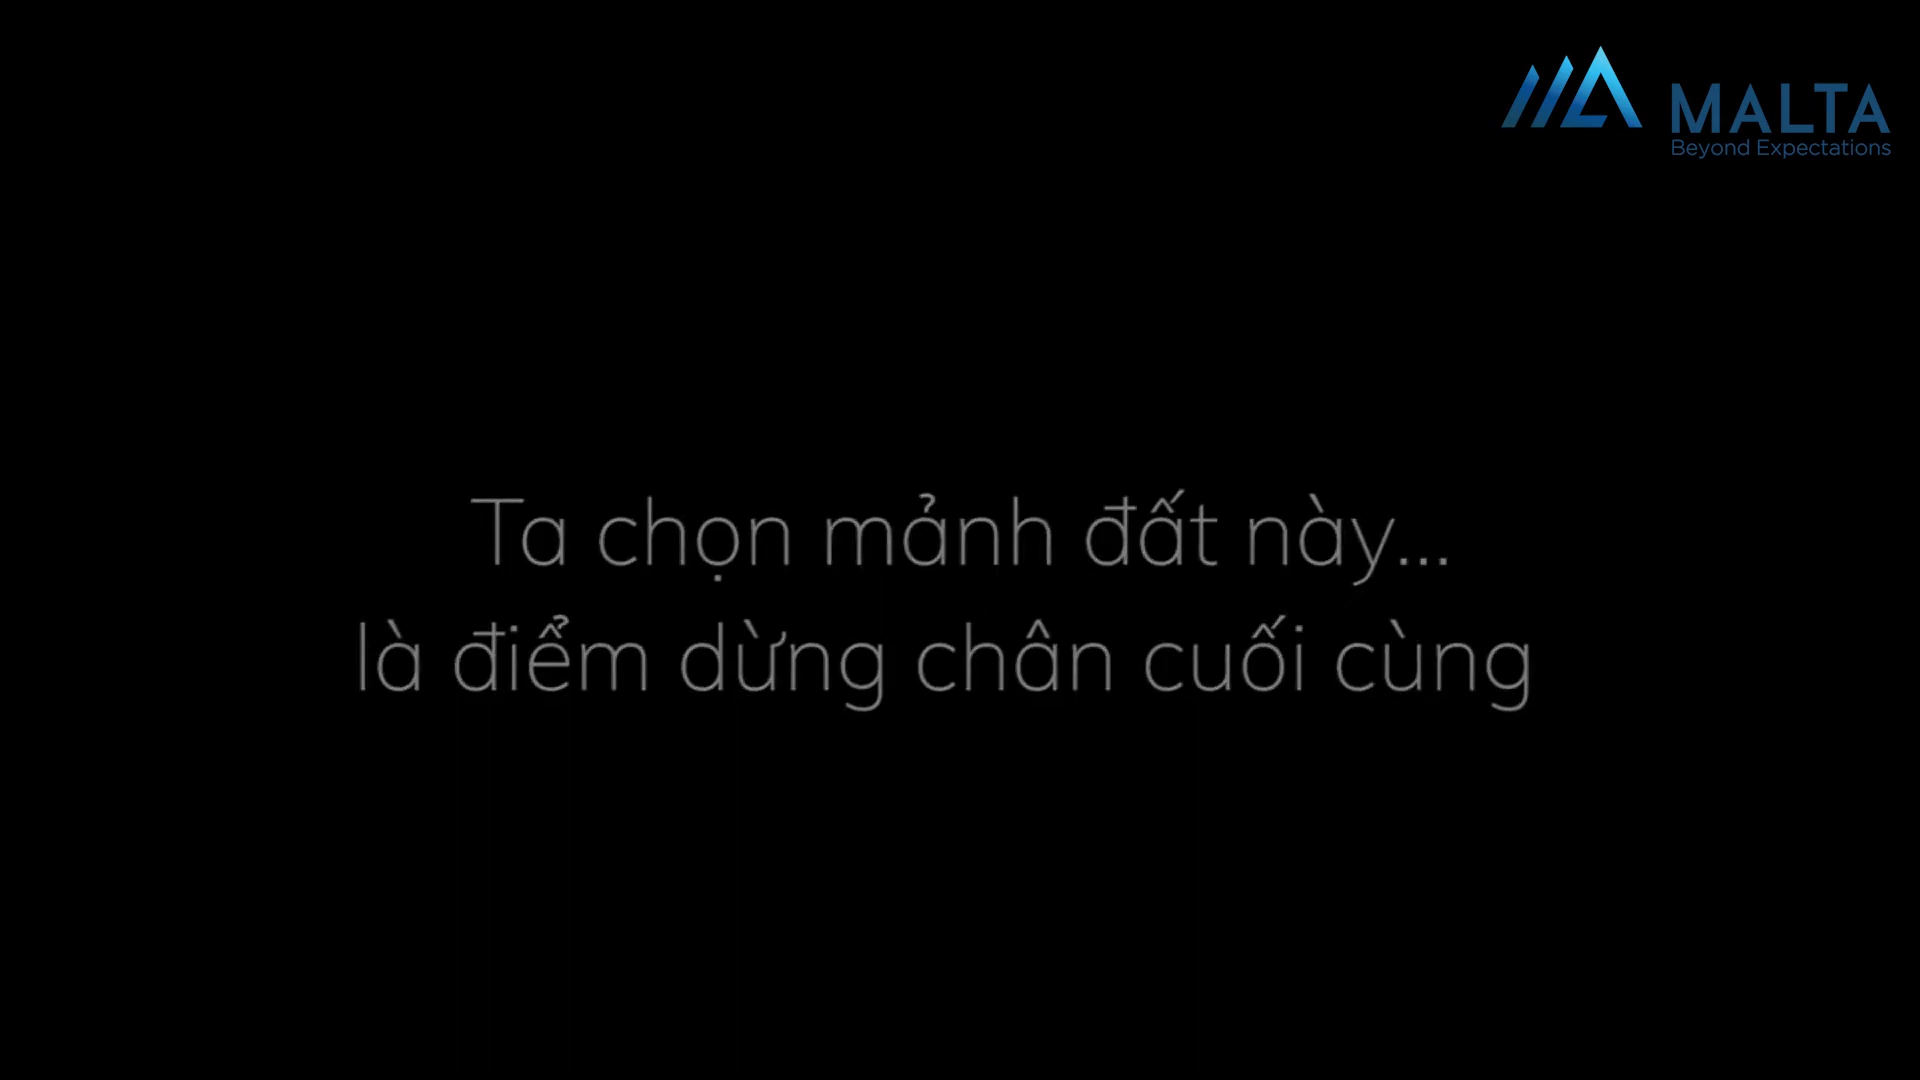 MALTA
Beyond Expectations
Ta chọn mảnh đất này...
là điểm dừng chân cuối cùng